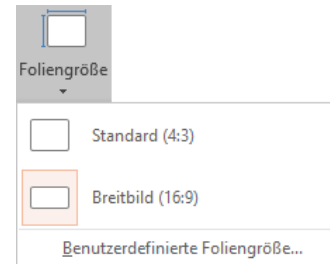 Foliengröße
Standard (4:3)
Breitbild (16:9)
Benutzerdefinierte Foliengröße...